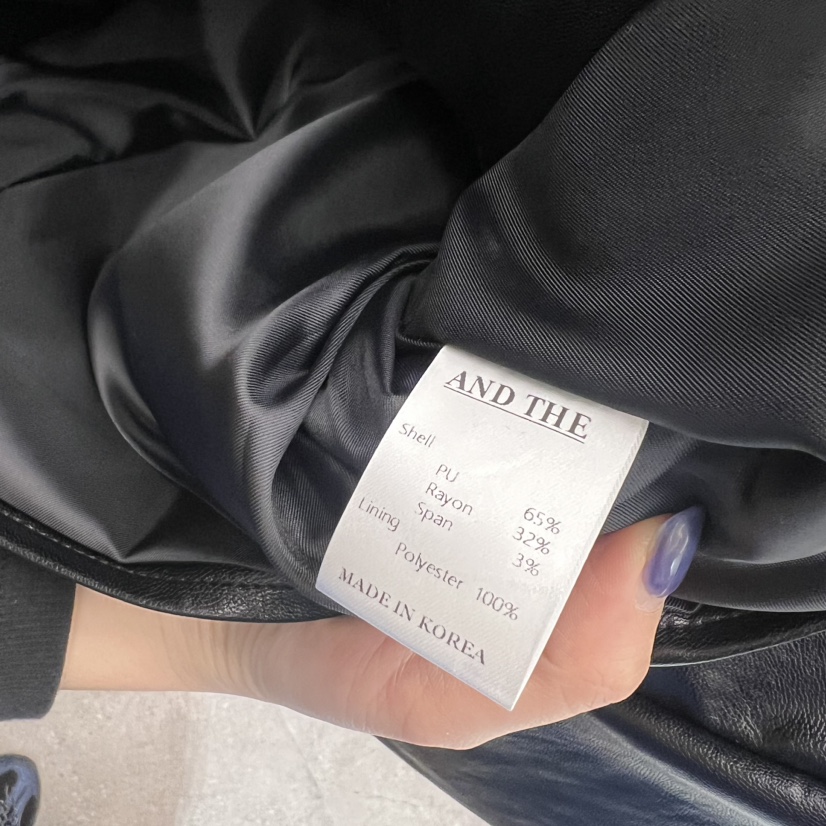 AND THE
Shell
PU 65%
Rayon 32%
Span 3%
Lining
Polyester 100%
MADE IN KOREA